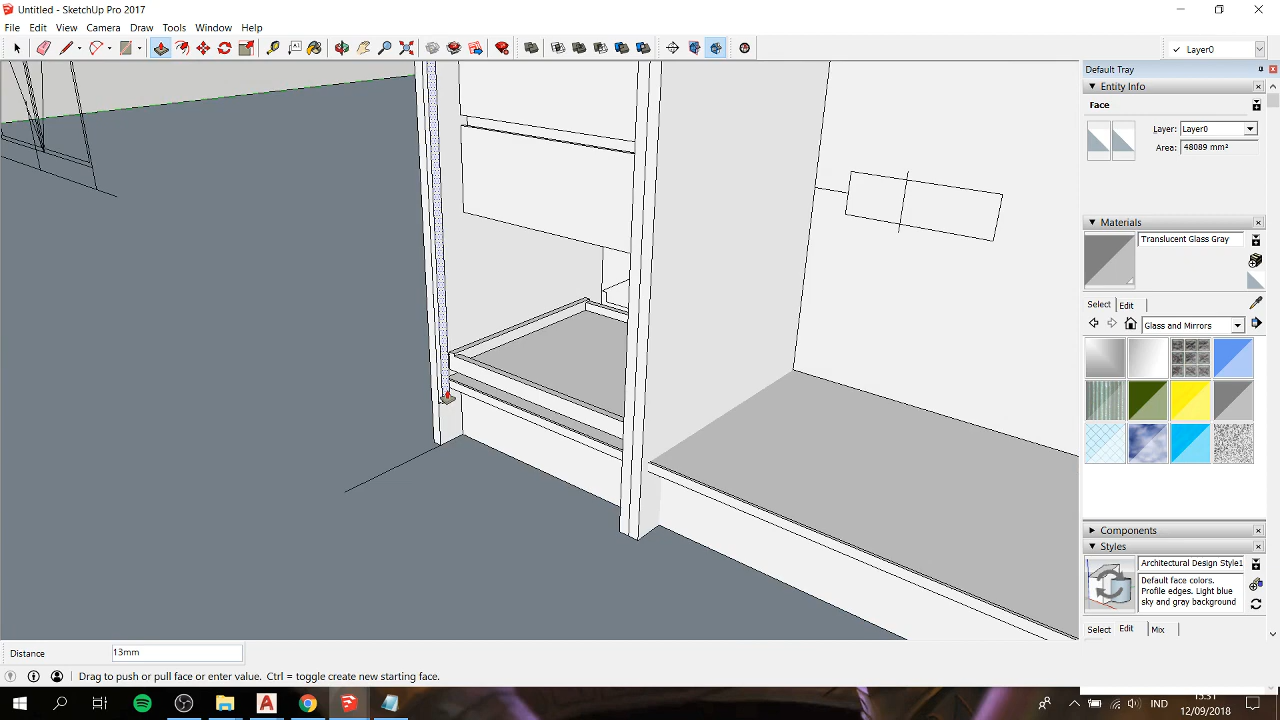 Untitled - SketchUp Pro 2017
File Edit View Camera Draw Tools Window Help
Layer0
Default Tray
Entity Info
Face
Layer: Layer0
Area: 48089 mm²
Materials
Translucent Glass Gray
Select Edit
Glass and Mirrors
Components
Styles
Architectural Design Style1
Default face colors.
Profile edges. Light blue
sky and gray background
Select Edit Mix
Distance 13mm
Drag to push or pull face or enter value. Ctrl = toggle create new starting face.
IND
12/09/2018